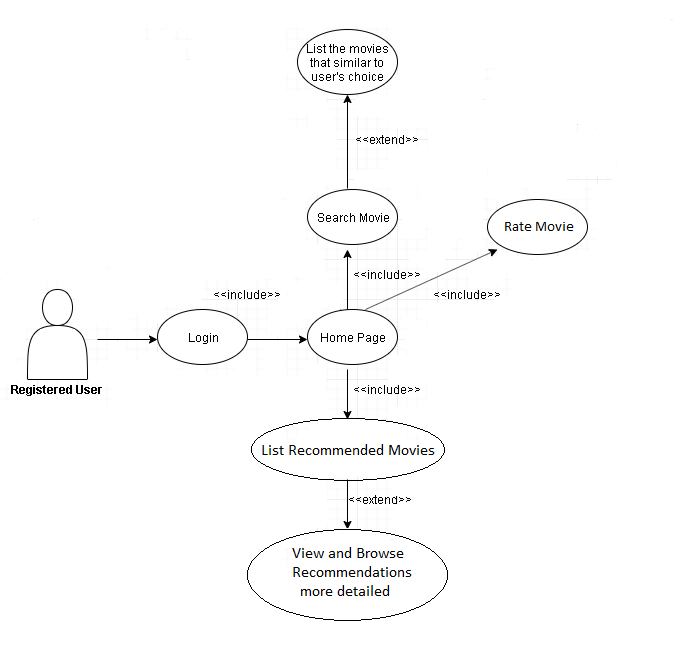 List the movies
that similar to
user's choice
<<extend>>
Search Movie
Rate Movie
<<include>>
<<include>>
<<include>>
Login
Home Page
Registered User
<<include>>
List Recommended Movies
<<extend>>
View and Browse
Recommendations
more detailed